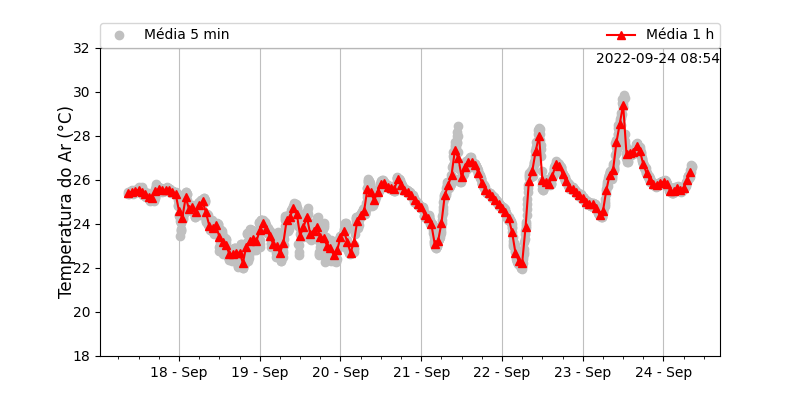 Média 5 min
Média 1 h
2022-09-24 08:54
Temperatura do Ar (°C)
32
30
28
26
24
22
20
18
18 - Sep
19 - Sep
20 - Sep
21 - Sep
22 - Sep
23 - Sep
24 - Sep